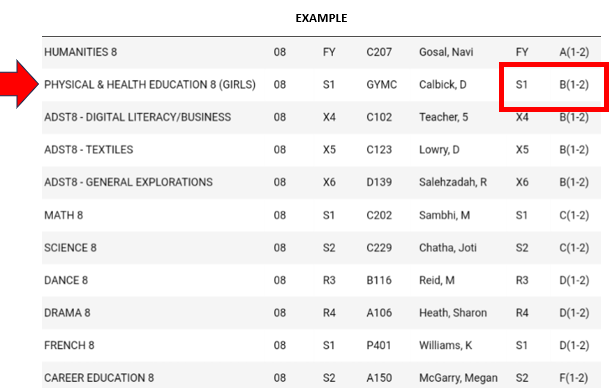 EXAMPLE
HUMANITIES 8 08 FY C207 Gosal, Navi FY A(1-2)
PHYSICAL & HEALTH EDUCATION 8 (GIRLS) 08 S1 GYMC Calbick, D S1 B(1-2)
ADST8 - DIGITAL LITERACY/BUSINESS 08 X4 C102 Teacher, 5 X4 B(1-2)
ADST8 - TEXTILES 08 X5 C123 Lowry, D X5 B(1-2)
ADST8 - GENERAL EXPLORATIONS 08 X6 D139 Salehzadah, R X6 B(1-2)
MATH 8 08 S1 C202 Sambhi, M S1 C(1-2)
SCIENCE 8 08 S2 C229 Chatha, Joti S2 C(1-2)
DANCE 8 08 R3 B116 Reid, M R3 D(1-2)
DRAMA 8 08 R4 A106 Heath, Sharon R4 D(1-2)
FRENCH 8 08 S1 P401 Williams, K S1 D(1-2)
CAREER EDUCATION 8 08 S2 A150 McGarry, Megan S2 F(1-2)